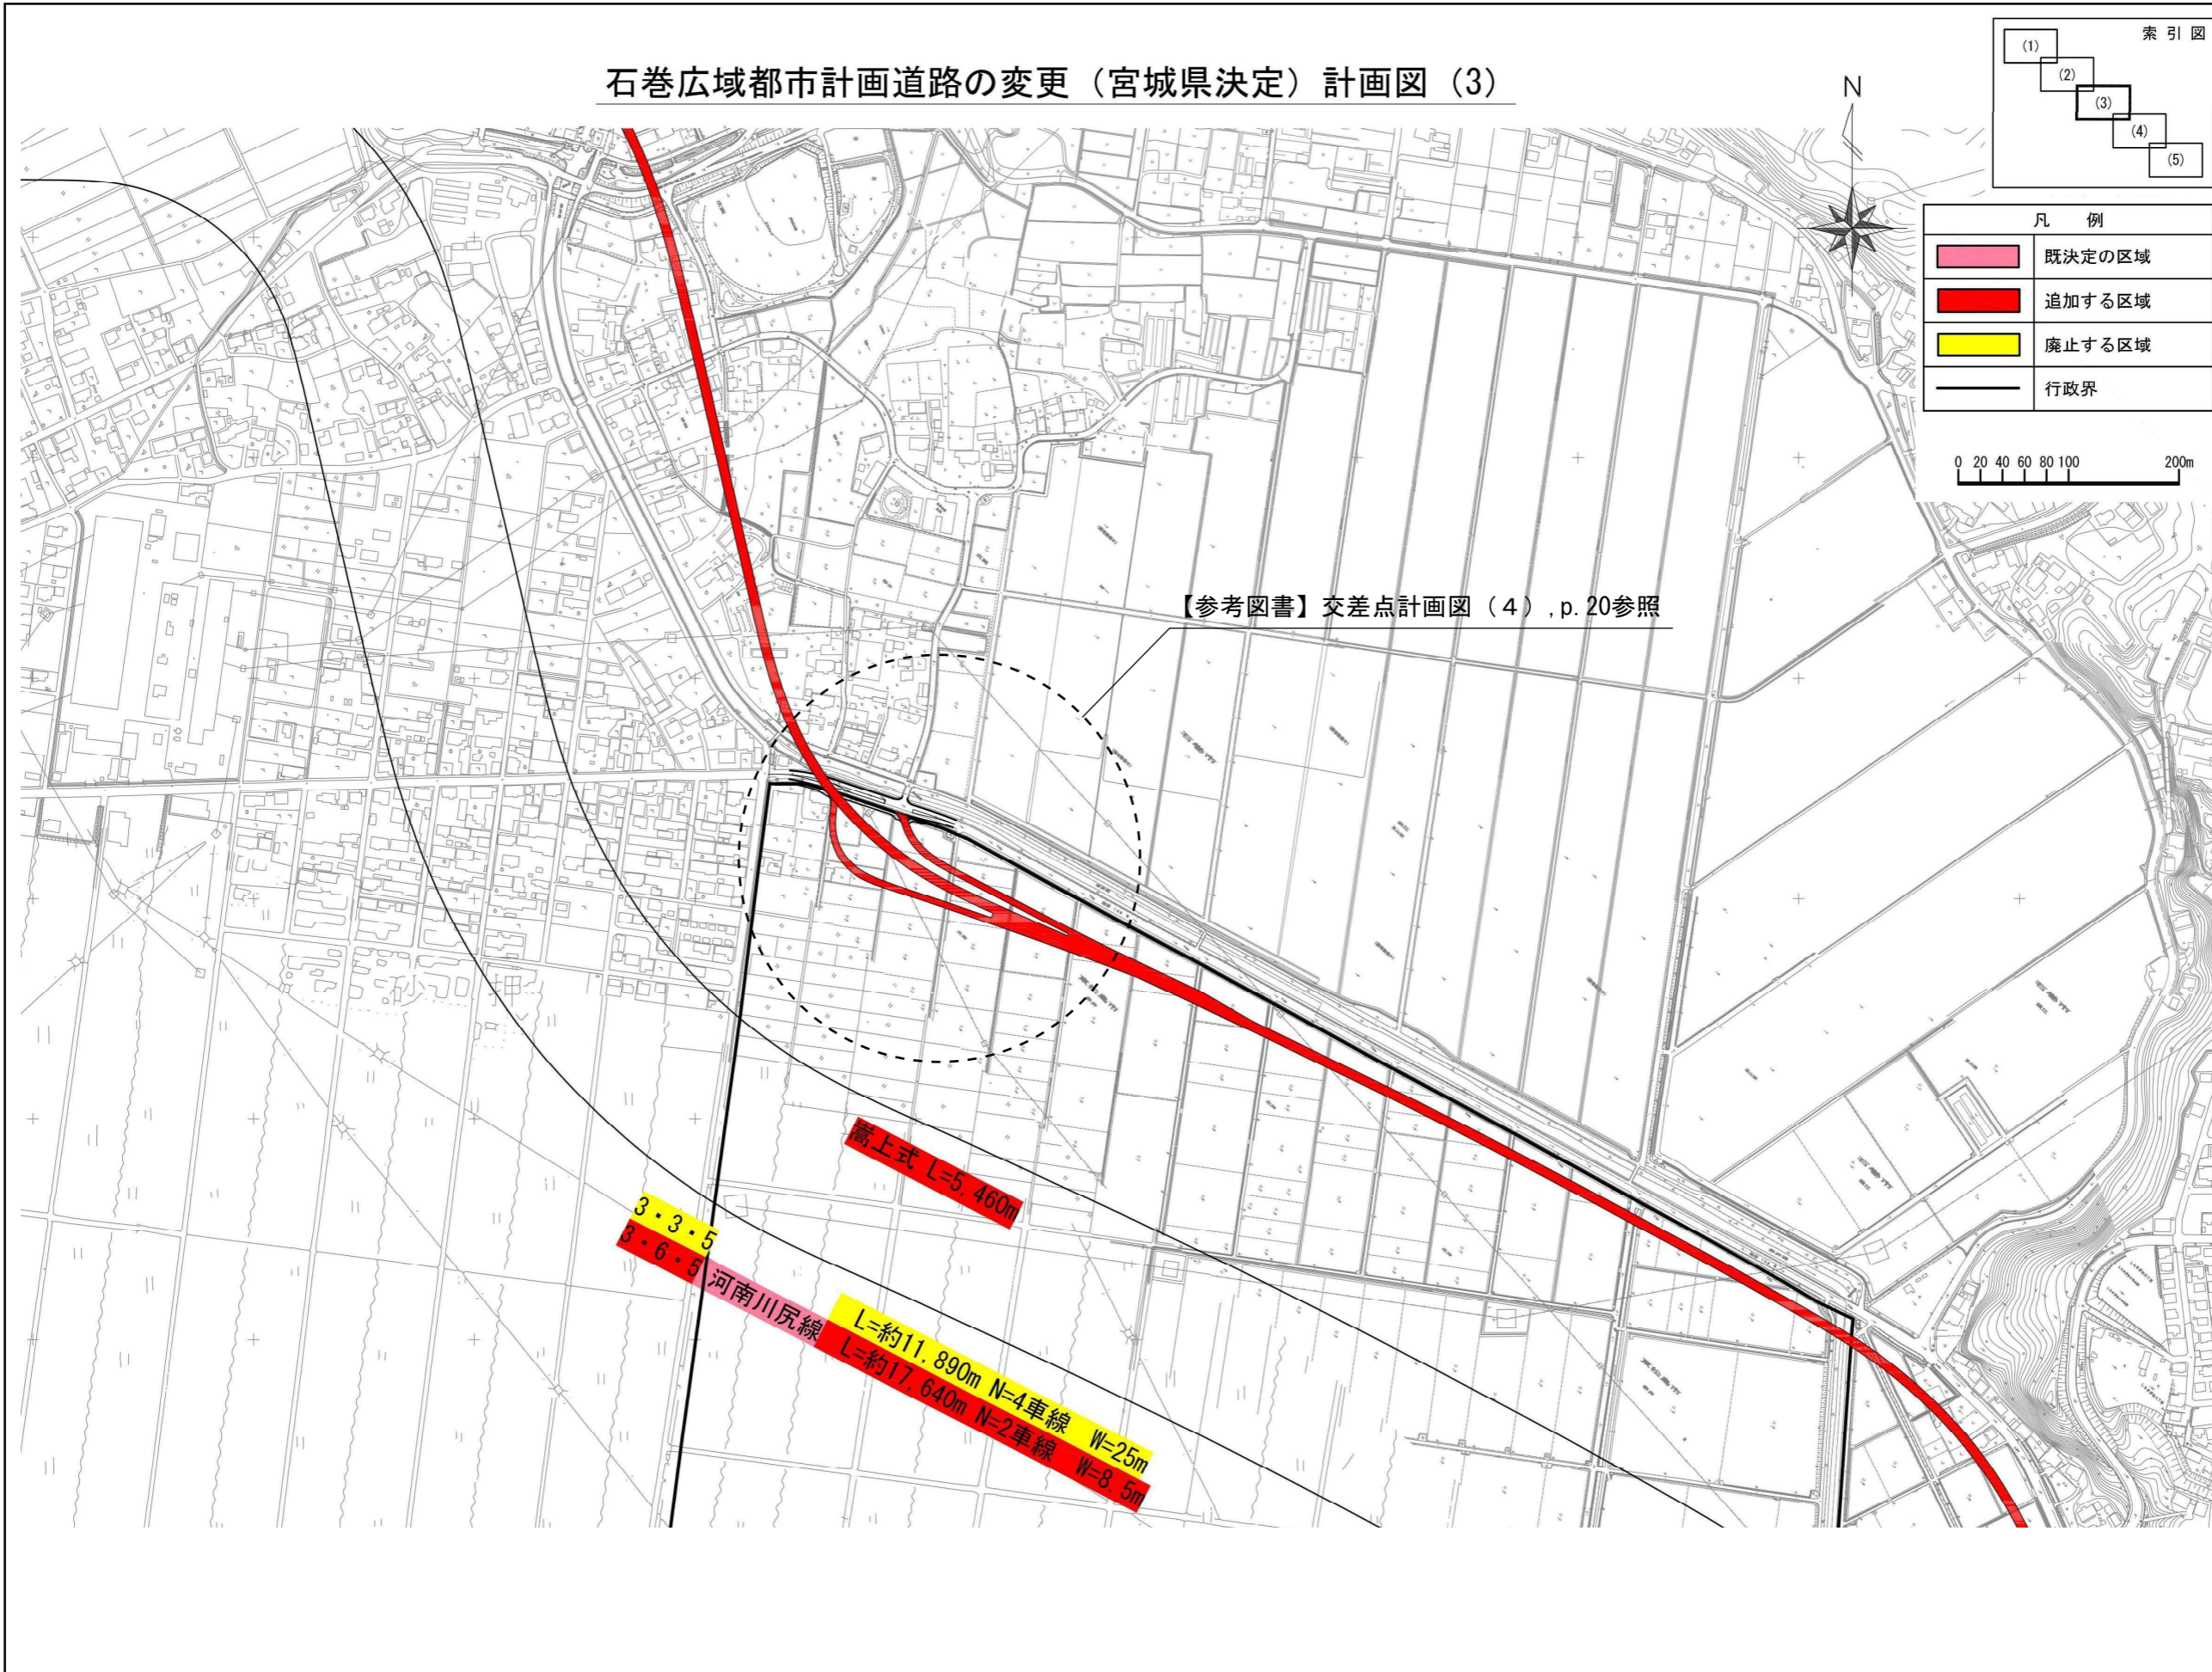 石巻広域都市計画道路の変更（宮城県決定）計画図（3）
索引図
(1)
(2)
(3)
(4)
(5)
N
凡　例
既決定の区域
追加する区域
廃止する区域
行政界
0 20 40 60 80 100 200m
【参考図書】交差点計画図（４）,p.20参照
嵩上式 L=5,460m
3・3・5
3・6・5
河南川尻線
L=約11,890m N=4車線 W=25m
L=約17,640m N=2車線 W=8.5m